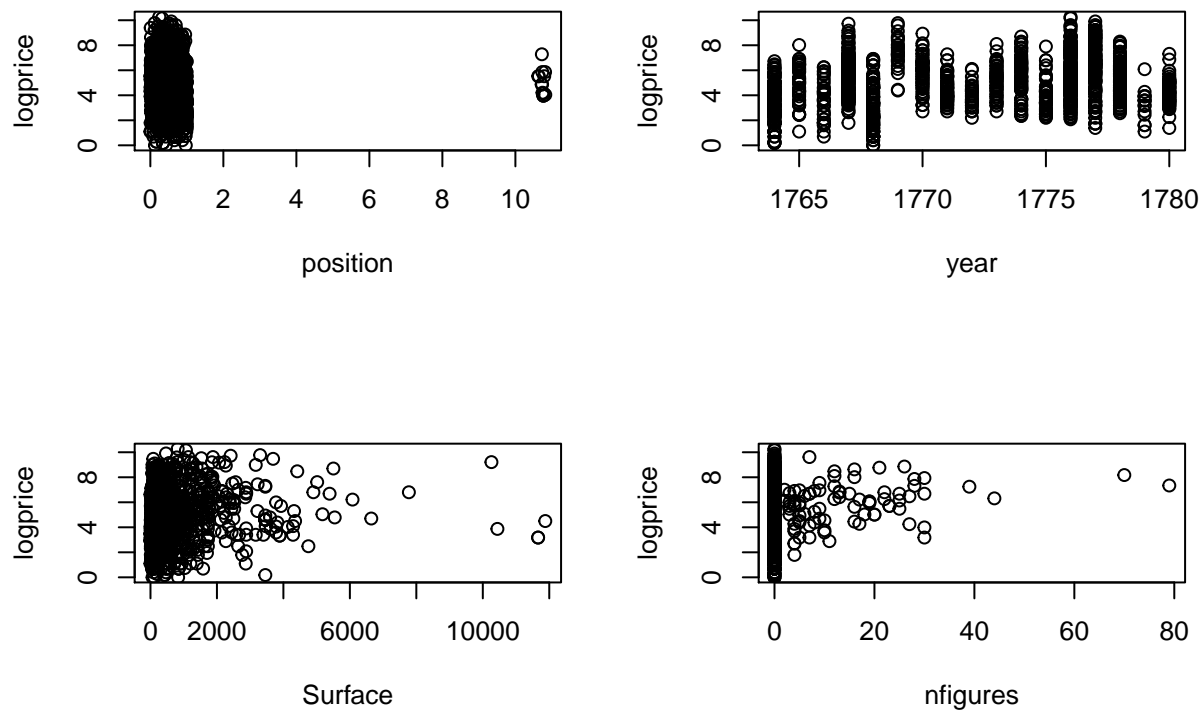 logprice
0 4 8
0 2 4 6 8 10
position
logprice
0 4 8
1765 1770 1775 1780
year
logprice
0 4 8
0 2000 6000 10000
Surface
logprice
0 4 8
0 20 40 60 80
nfigures